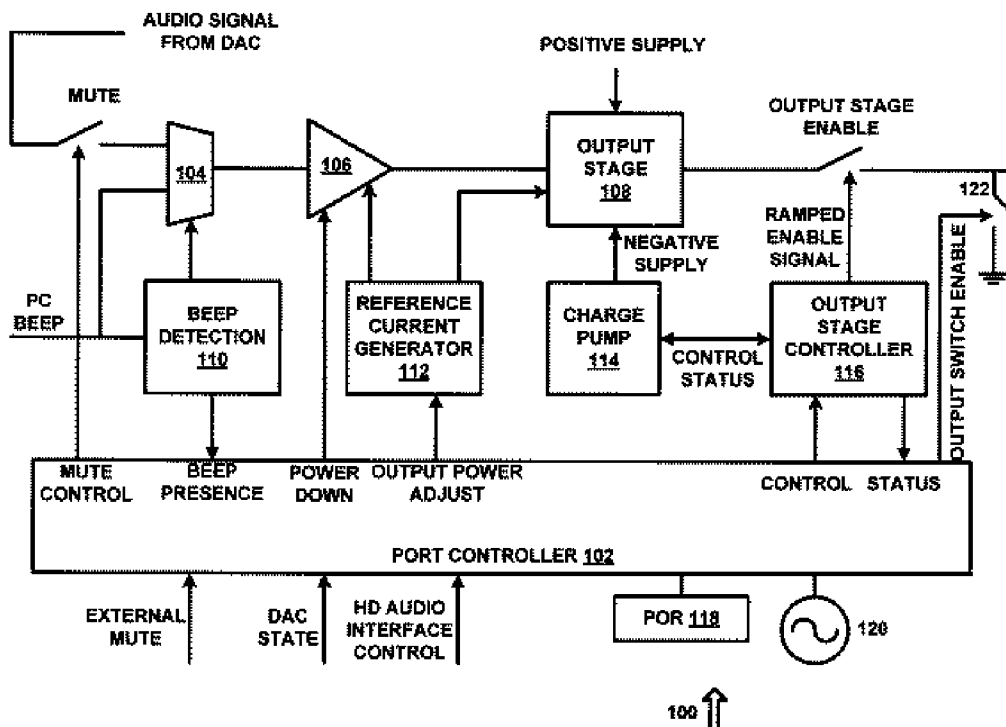 AUDIO SIGNAL
FROM DAC
MUTE
104
106
POSITIVE SUPPLY
OUTPUT
STAGE
108
OUTPUT STAGE
ENABLE
122
RAMPED
ENABLE
SIGNAL
NEGATIVE
SUPPLY
PC
BEEP
BEEP
DETECTION
110
REFERENCE
CURRENT
GENERATOR
112
CHARGE
PUMP
114
CONTROL
STATUS
OUTPUT
STAGE
CONTROLLER
116
OUTPUT SWITCH ENABLE
MUTE
CONTROL
BEEP
PRESENCE
POWER
DOWN
OUTPUT POWER
ADJUST
CONTROL
STATUS
PORT CONTROLLER 102
EXTERNAL
MUTE
DAC
STATE
HD AUDIO
INTERFACE
CONTROL
POR 118
120
100